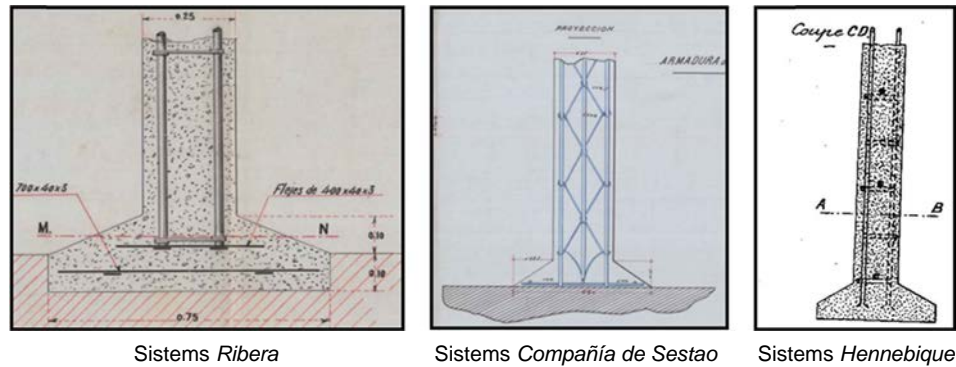 0.25
700x40x5
Flejes de 400x40x3
M.
N
0.10
0.10
0.75
Sistems Ribera
PROYECCION
ARMADURA
Sistems Compañía de Sestao
Coupe CD
A
B
Sistems Hennebique